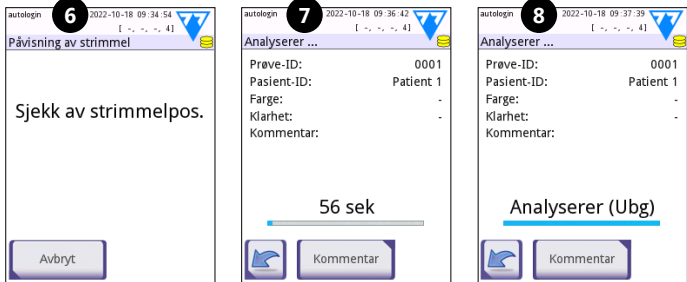 6
autologin 2022-10-18 09:34:54
[ -, -, -, 4]
Påvisning av strimmel
Sjekk av strimmelpos.
Avbryt
7
autologin 2022-10-18 09:36:42
[ -, -, -, 4]
Analyserer ...
Prøve-ID: 0001
Pasient-ID: Patient 1
Farge: -
Klarhet: -
Kommentar:
56 sek
Kommentar
8
autologin 2022-10-18 09:37:39
[ -, -, -, 4]
Analyserer ...
Prøve-ID: 0001
Pasient-ID: Patient 1
Farge: -
Klarhet: -
Kommentar:
Analyserer (Ubg)
Kommentar